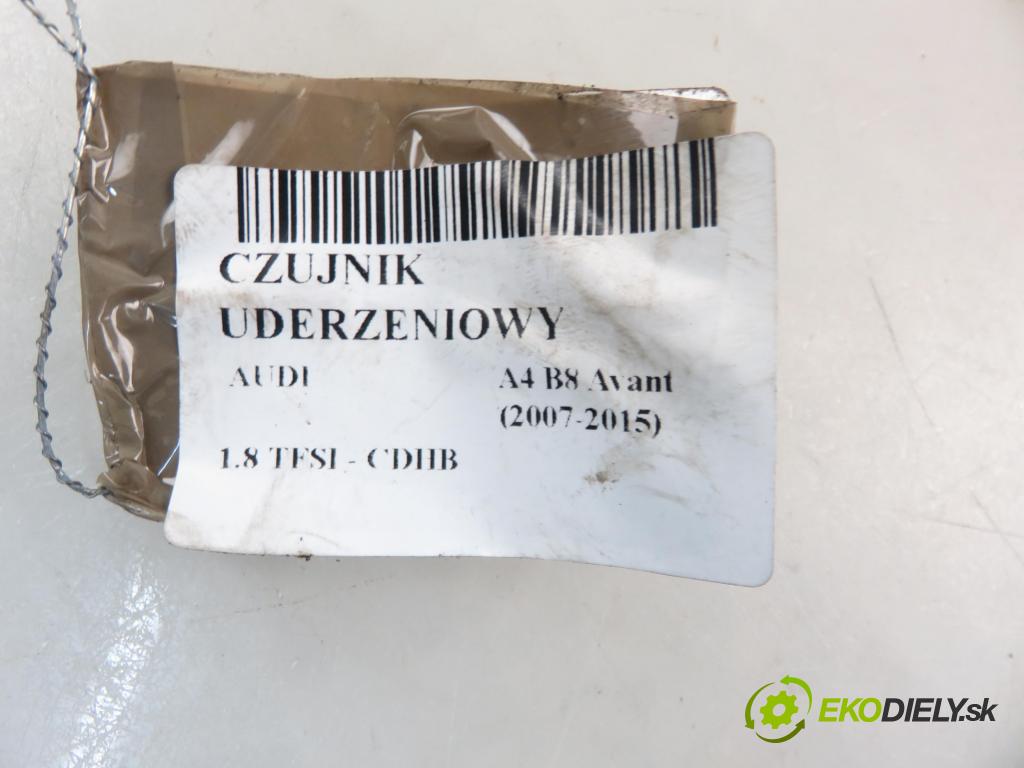 CZUJNIK
UDERZENIOWY
AUDI A4 B8 Avant
(2007-2015)
1.8 TFSI - CDHB
EKODIELY.sk